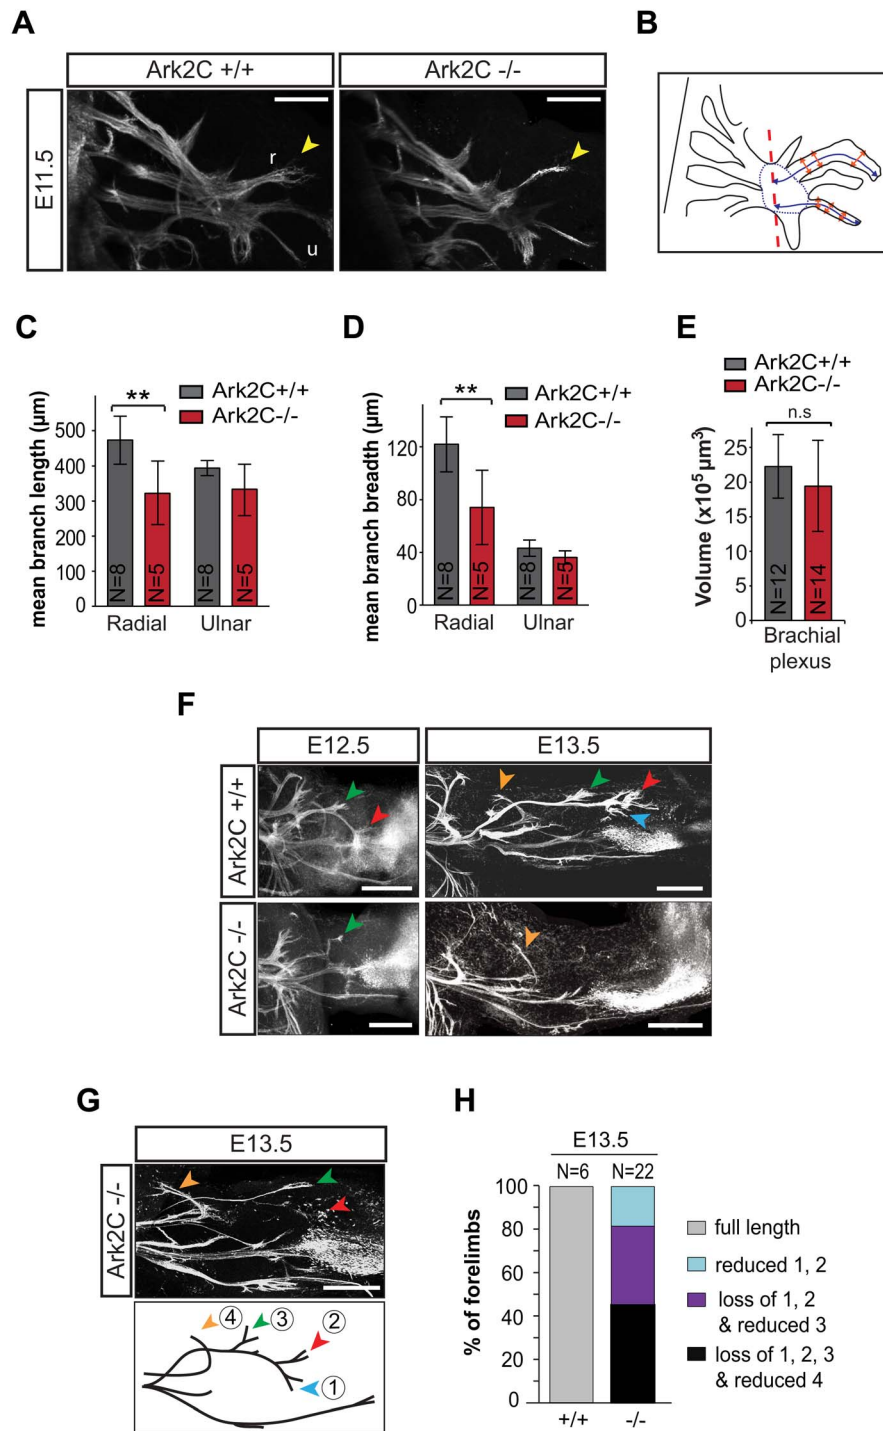 A
Ark2C +/+
Ark2C -/-
E11.5
r
u
B
C
**
Ark2C+/+
Ark2C-/-
mean branch length (µm)
500
400
300
200
100
0
N=8
N=5
N=8
N=5
Radial
Ulnar
D
**
Ark2C+/+
Ark2C-/-
mean branch breadth (µm)
120
80
40
0
N=8
N=5
N=8
N=5
Radial
Ulnar
E
Ark2C+/+
Ark2C-/-
n.s
Volume (x10⁵µm³)
25
20
15
10
5
0
N=12
N=14
Brachial
plexus
F
E12.5
E13.5
Ark2C +/+
Ark2C -/-
G
E13.5
Ark2C -/-
4
3
2
1
H
E13.5
N=6
N=22
% of forelimbs
100
80
60
40
20
0
+/+
-/-
full length
reduced 1, 2
loss of 1, 2
& reduced 3
loss of 1, 2, 3
& reduced 4